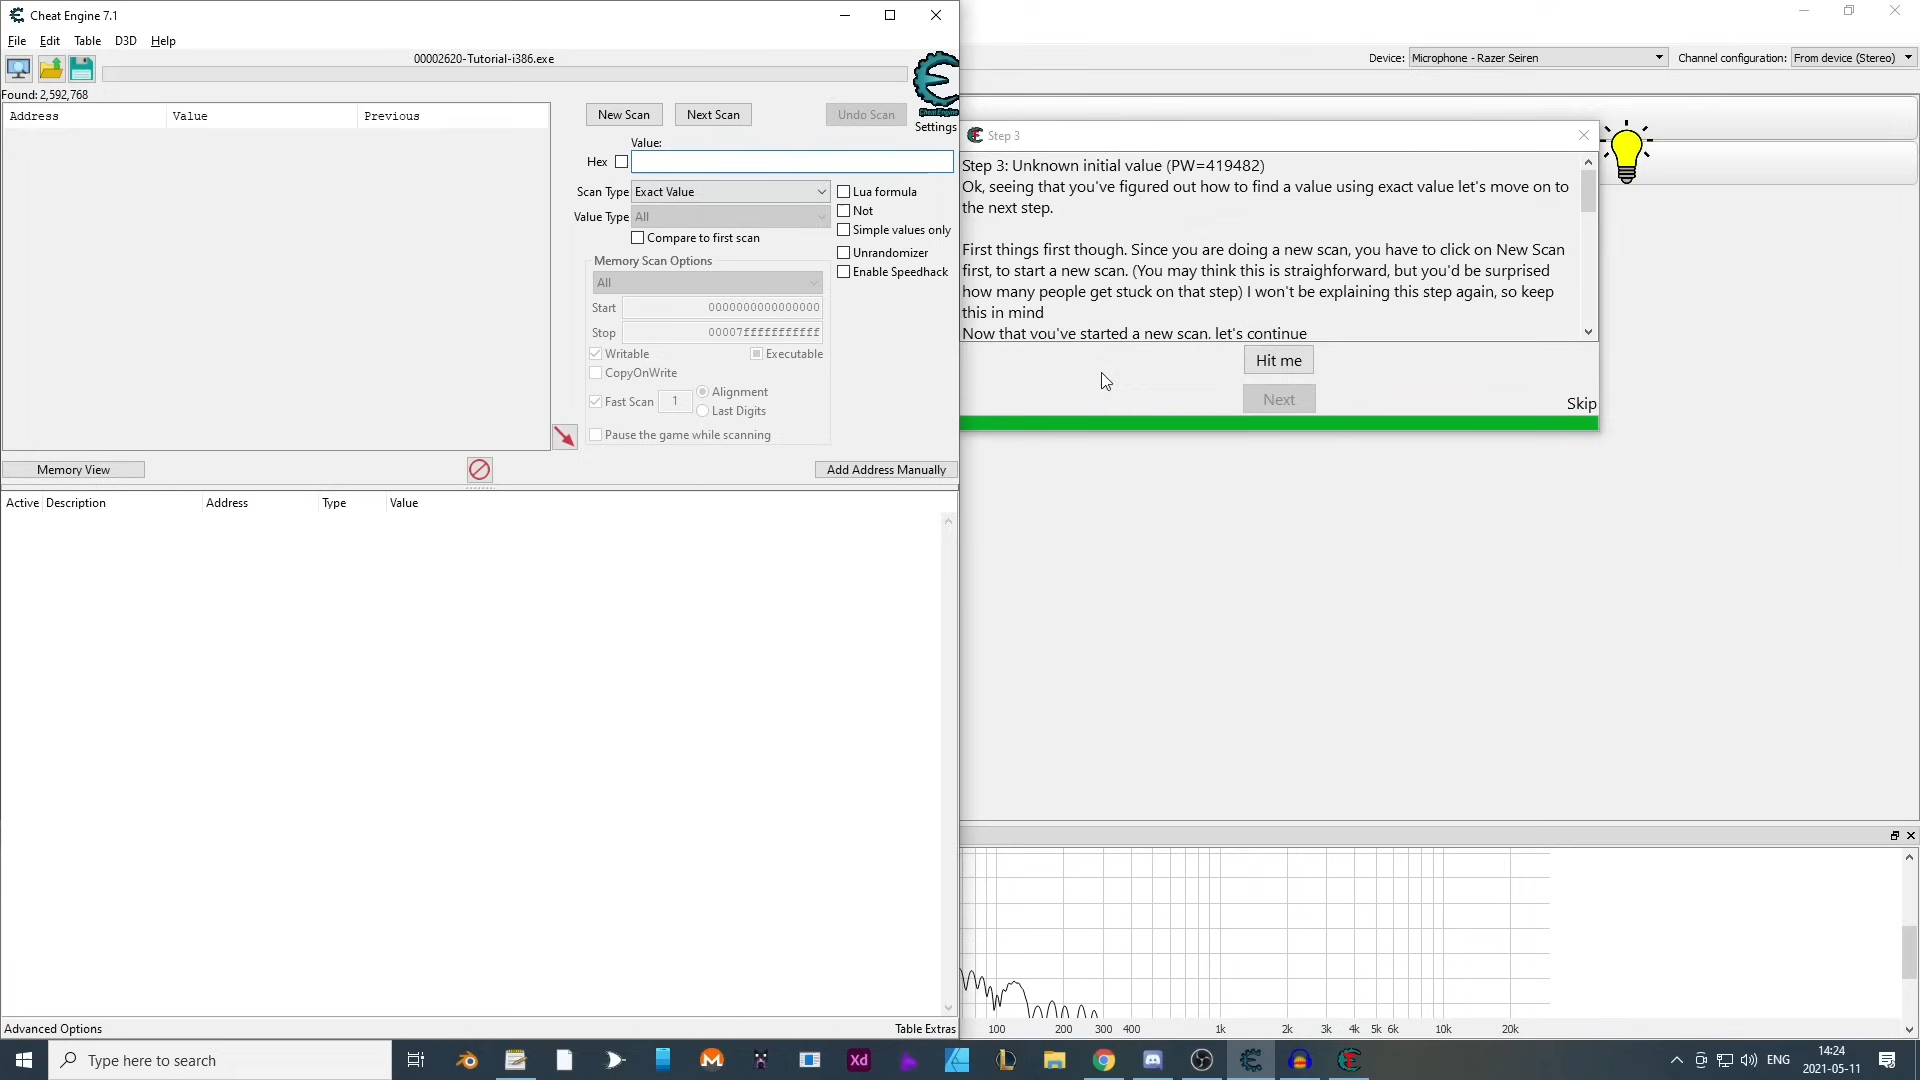 Cheat Engine 7.1
File Edit Table D3D Help
00002620-Tutorial-i386.exe
Found: 2,592,768
Address Value Previous
New Scan Next Scan Undo Scan
Cheat Engine
Settings
Value:
Hex
Scan Type Exact Value
Value Type All
Compare to first scan
Lua formula
Not
Simple values only
Unrandomizer
Enable Speedhack
Memory Scan Options
All
Start 0000000000000000
Stop 00007fffffffffff
Writable Executable
CopyOnWrite
Fast Scan 1 Alignment
Last Digits
Pause the game while scanning
Memory View
Add Address Manually
Active Description Address Type Value
Advanced Options
Table Extras
Device: Microphone - Razer Seiren Channel configuration: From device (Stereo)
Step 3
Step 3: Unknown initial value (PW=419482)
Ok, seeing that you've figured out how to find a value using exact value let's move on to
the next step.
First things first though. Since you are doing a new scan, you have to click on New Scan
first, to start a new scan. (You may think this is straighforward, but you'd be surprised
how many people get stuck on that step) I won't be explaining this step again, so keep
this in mind
Now that you've started a new scan, let's continue
Hit me
Next
Skip
100 200 300 400 1k 2k 3k 4k 5k 6k 10k 20k
Type here to search
Xd
ENG
14:24
2021-05-11